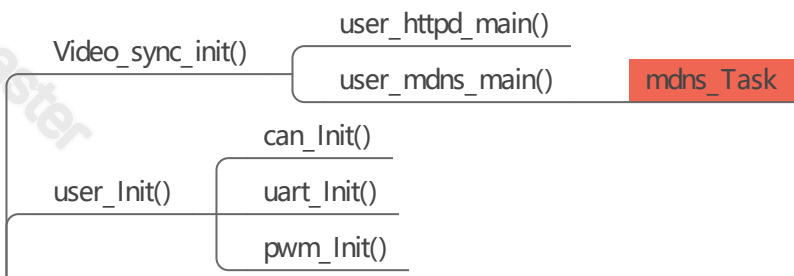 user_httpd_main()
Video_sync_init()
user_mdns_main()
mdns_Task
can_Init()
user_Init()
uart_Init()
pwm_Init()